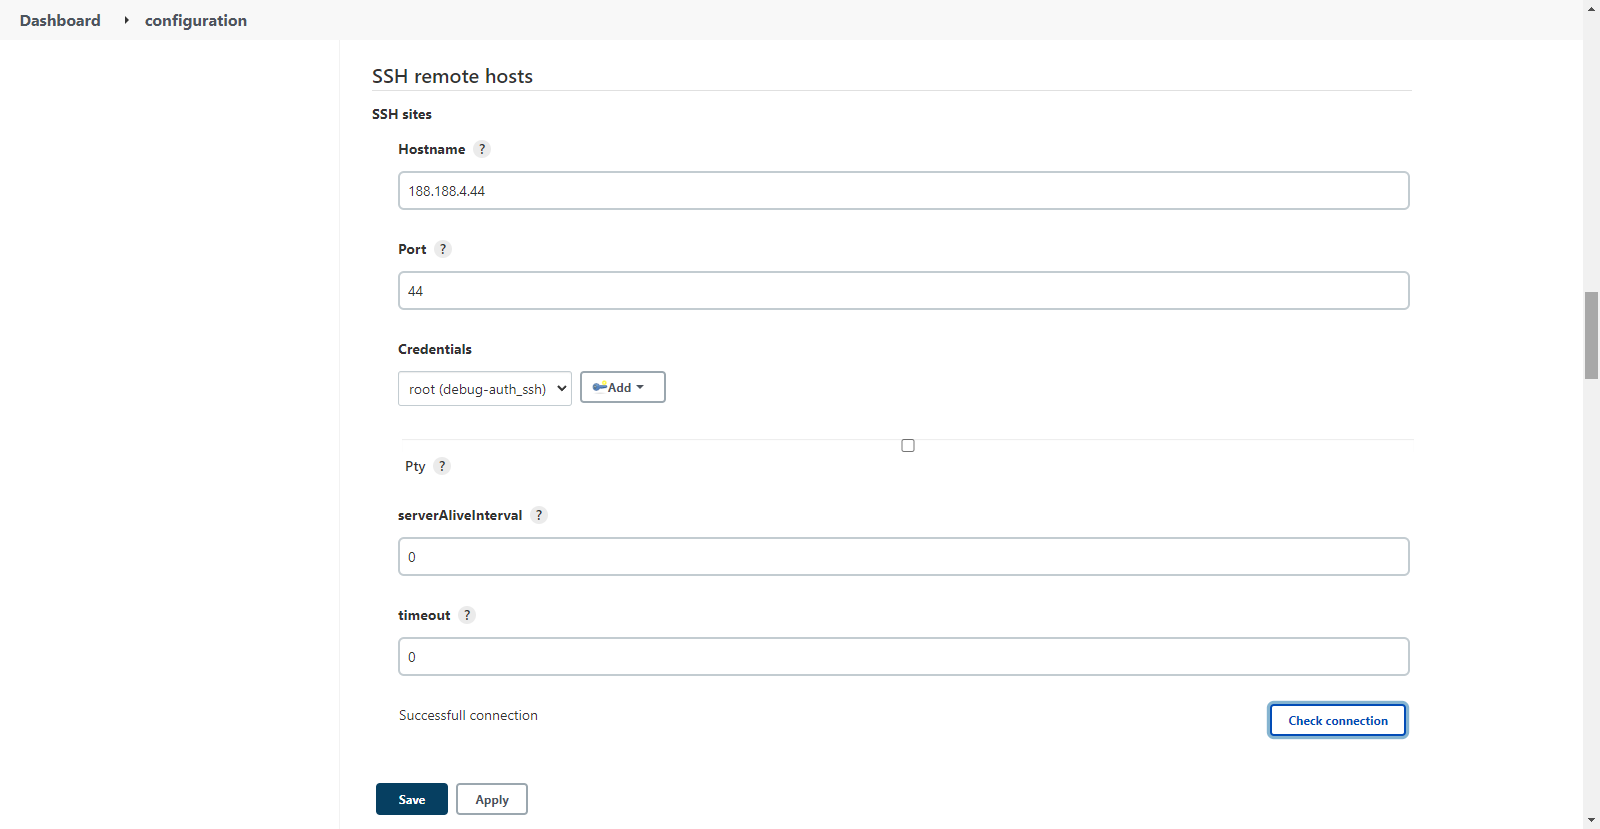 Dashboard configuration
SSH remote hosts
SSH sites
Hostname ?
188.188.4.44
Port ?
44
Credentials
root (debug-auth_ssh) Add
Pty ?
serverAliveInterval ?
0
timeout ?
0
Successfull connection
Check connection
Save Apply